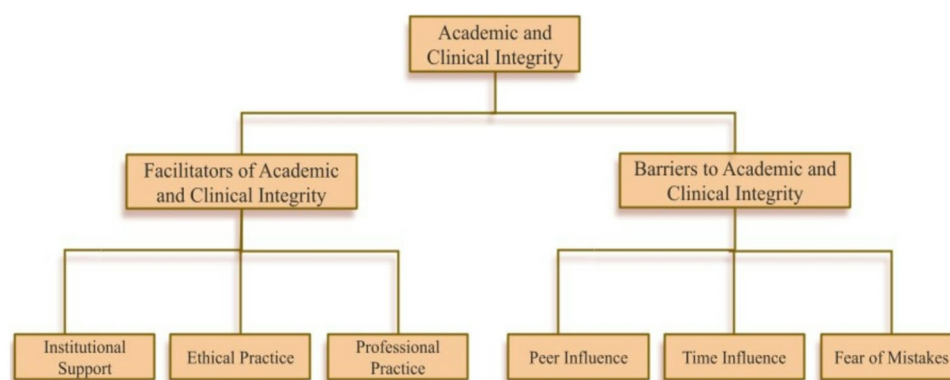 Academic and
Clinical Integrity
Facilitators of Academic
and Clinical Integrity
Barriers to Academic and
Clinical Integrity
Institutional
Support
Ethical Practice
Professional
Practice
Peer Influence
Time Influence
Fear of Mistakes